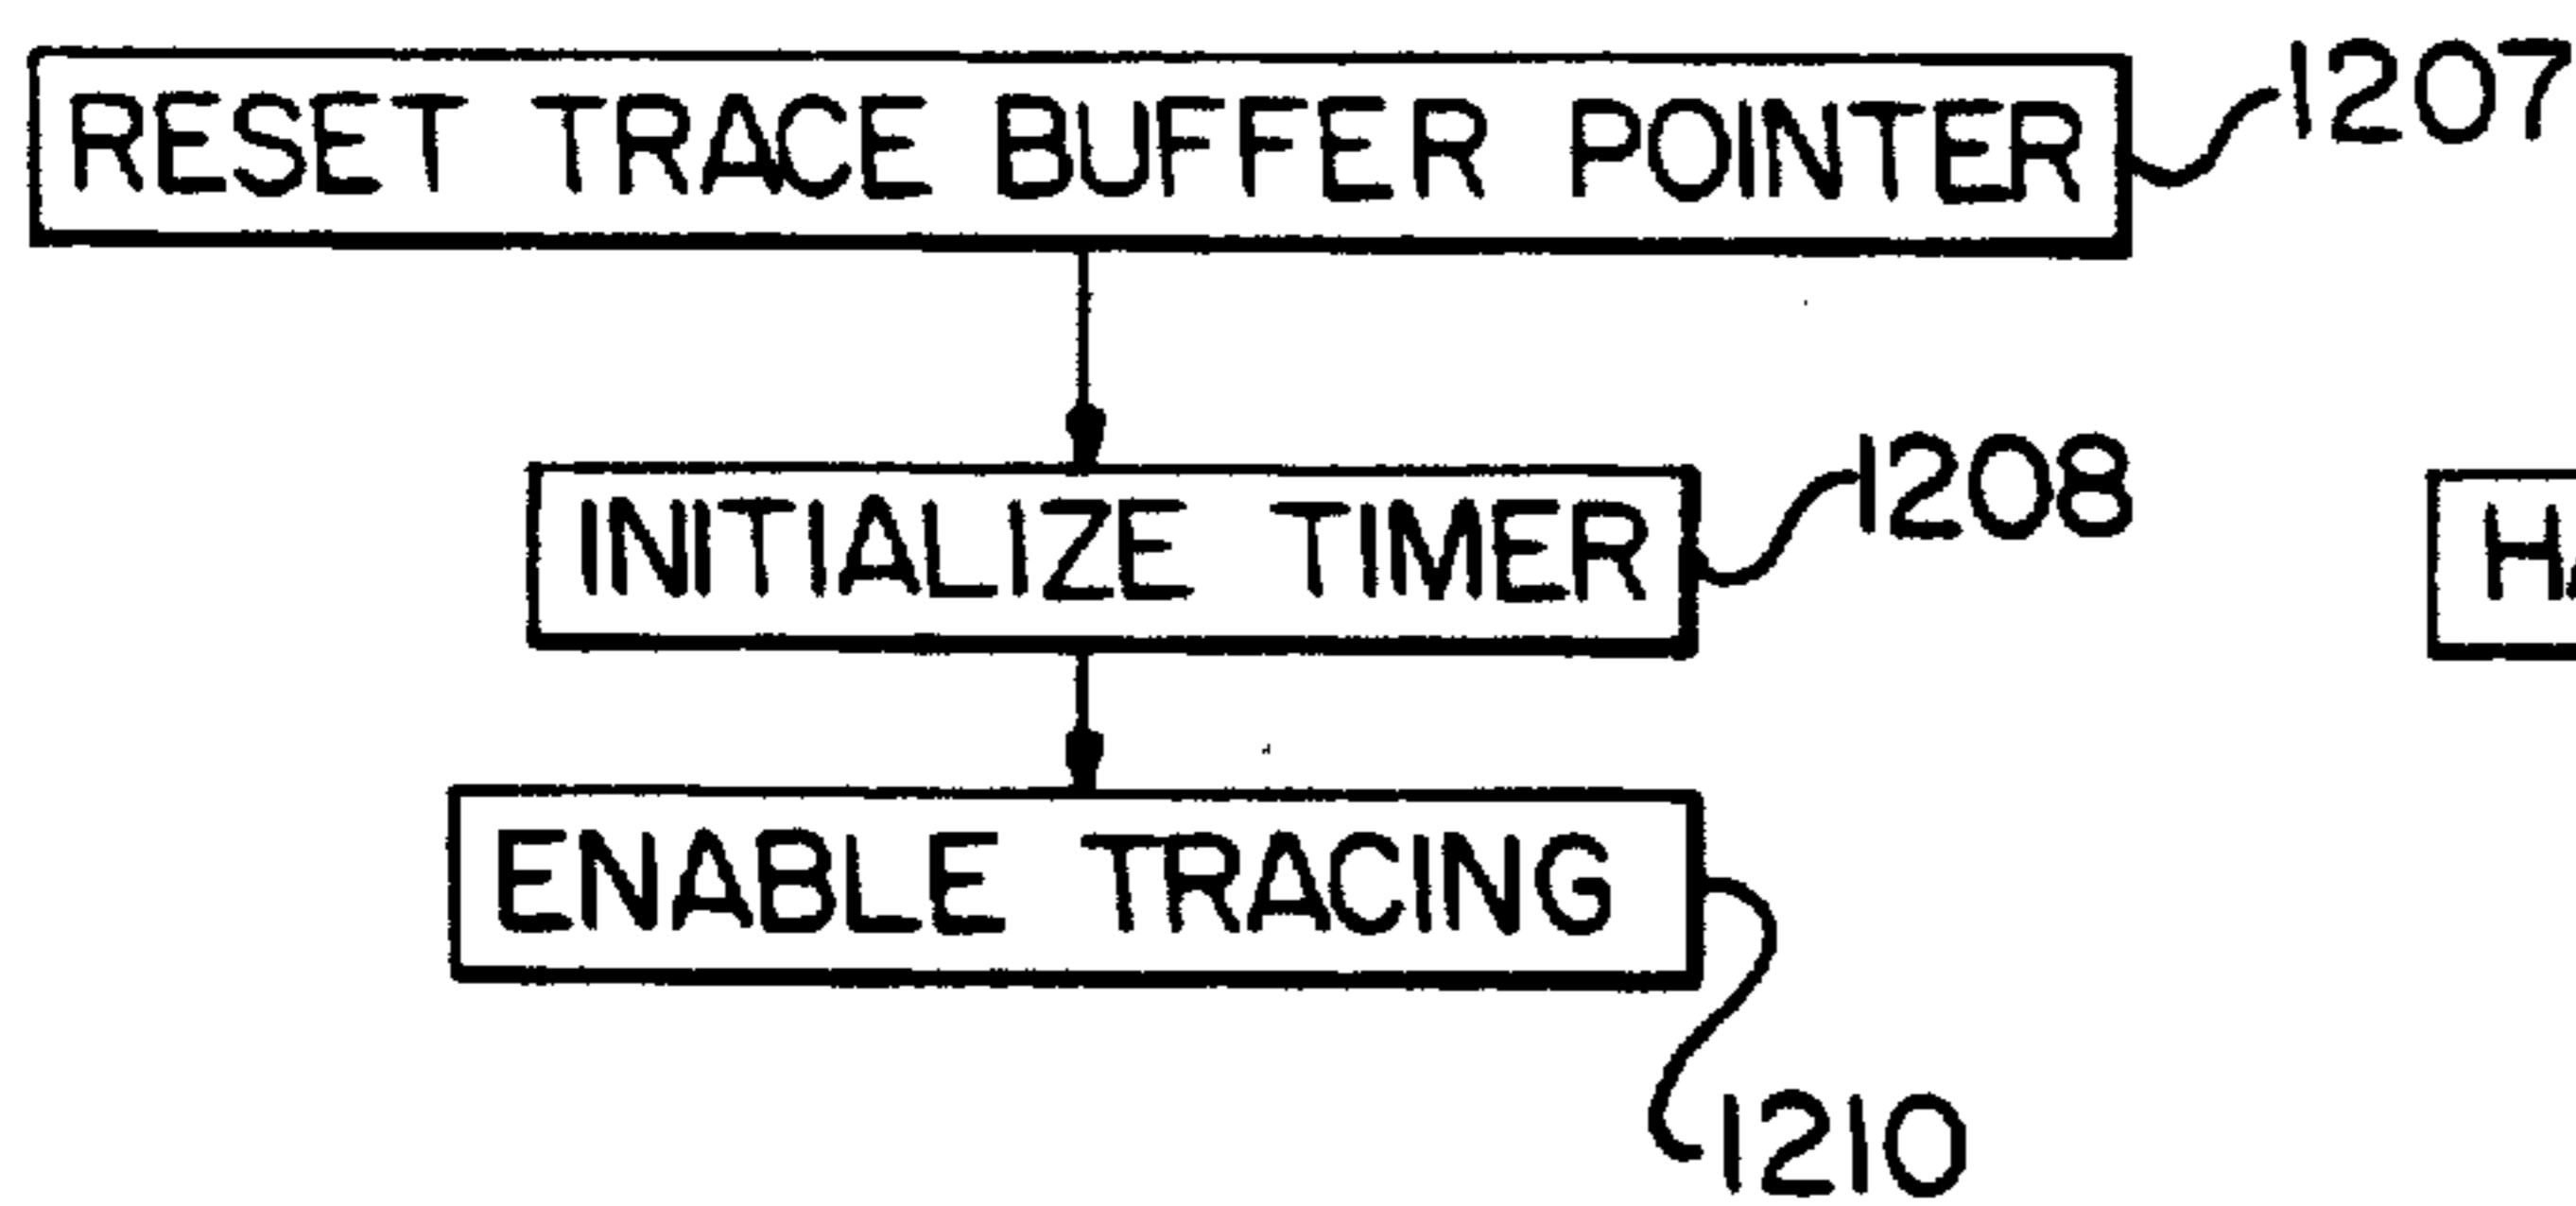 RESET TRACE BUFFER POINTER 1207
INITIALIZE TIMER 1208
ENABLE TRACING
1210